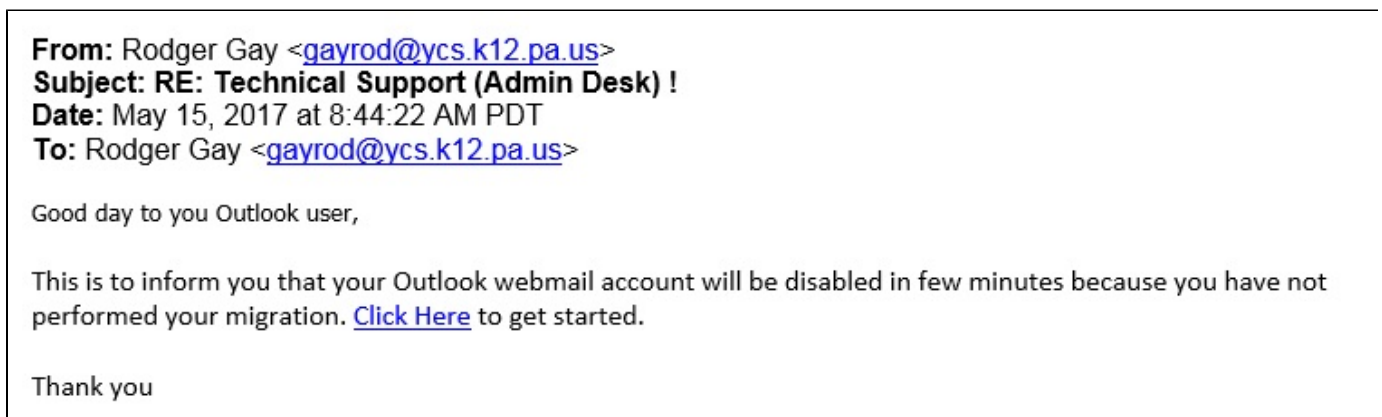 From: Rodger Gay <gayrod@ycs.k12.pa.us>
Subject: RE: Technical Support (Admin Desk) !
Date: May 15, 2017 at 8:44:22 AM PDT
To: Rodger Gay <gayrod@ycs.k12.pa.us>
Good day to you Outlook user,
This is to inform you that your Outlook webmail account will be disabled in few minutes because you have not
performed your migration. Click Here to get started.
Thank you